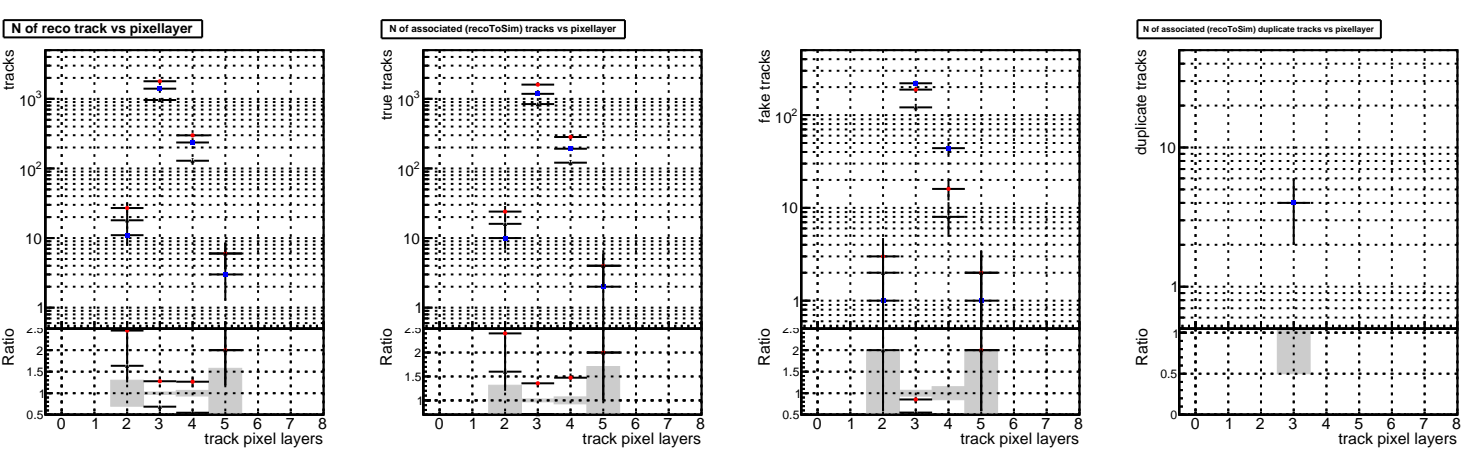 N of reco track vs pixellayer
tracks
10³
10²
10
1
Ratio
2.5
2
1.5
1
0.5
0 1 2 3 4 5 6 7 8
track pixel layers
N of associated (recoToSim) tracks vs pixellayer
true tracks
10³
10²
10
1
Ratio
2.5
2
1.5
1
0 1 2 3 4 5 6 7 8
track pixel layers
fake tracks
10²
10
1
Ratio
2.5
2
1.5
1
0.5
0 1 2 3 4 5 6 7 8
track pixel layers
N of associated (recoToSim) duplicate tracks vs pixellayer
duplicate tracks
10
1
Ratio
1
0.5
0
0 1 2 3 4 5 6 7 8
track pixel layers